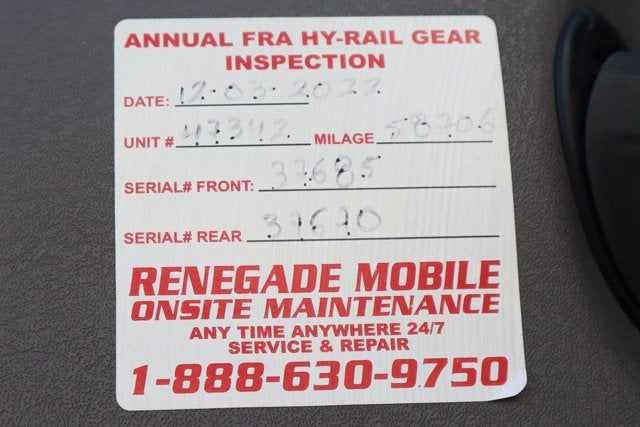 ANNUAL FRA HY-RAIL GEAR
INSPECTION
DATE: 12-03-2022
UNIT # 47342 MILAGE 58706
SERIAL# FRONT: 37685
SERIAL# REAR 37670
RENEGADE MOBILE
ONSITE MAINTENANCE
ANY TIME ANYWHERE 24/7
SERVICE & REPAIR
1-888-630-9750